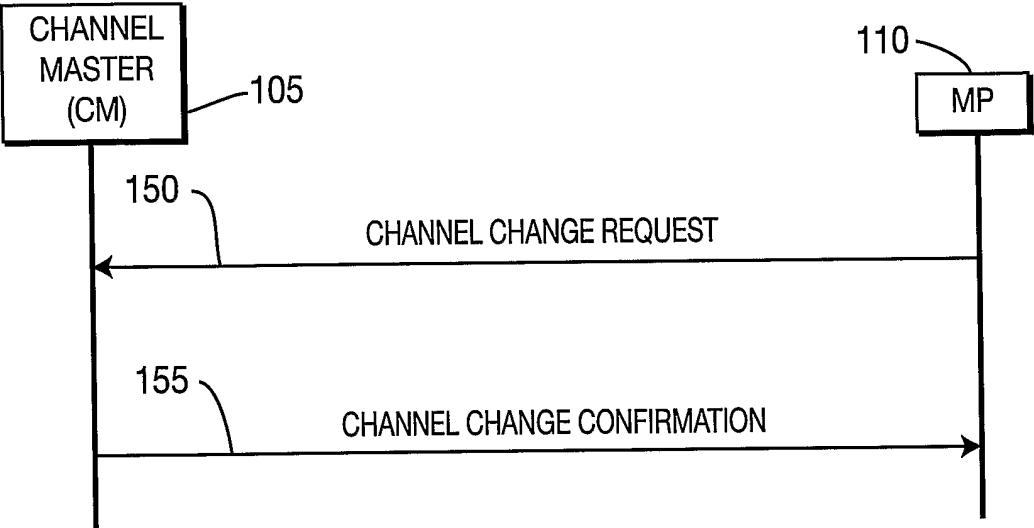 CHANNEL
MASTER
(CM)
105
110
MP
150
CHANNEL CHANGE REQUEST
155
CHANNEL CHANGE CONFIRMATION